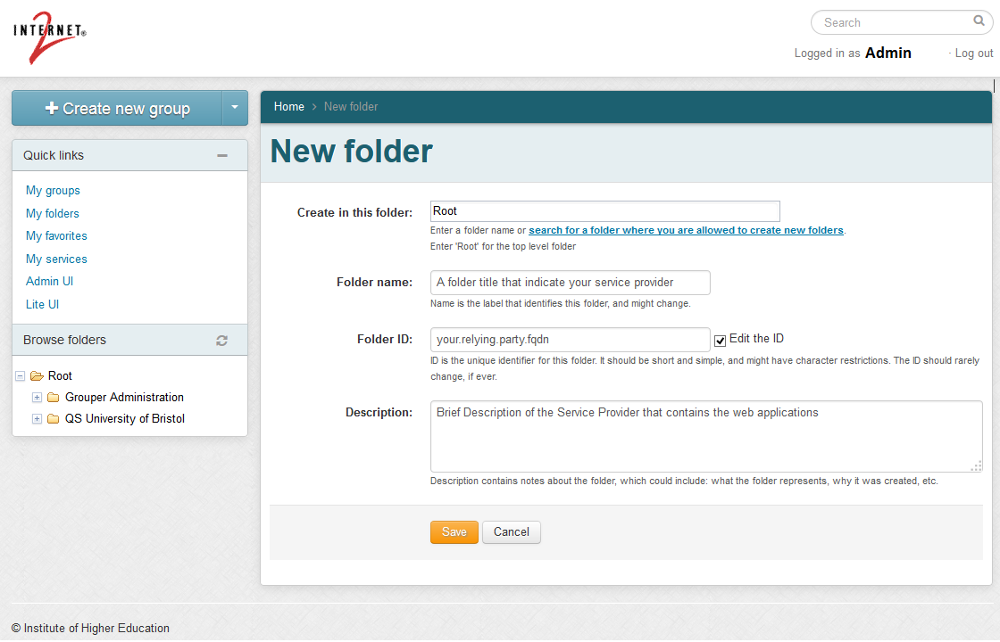 INTERNET® 2
Search
Logged in as Admin · Log out
+ Create new group
Home › New folder
New folder
Quick links
My groups
My folders
My favorites
My services
Admin UI
Lite UI
Browse folders
Root
Grouper Administration
QS University of Bristol
Create in this folder: Root
Enter a folder name or search for a folder where you are allowed to create new folders.
Enter 'Root' for the top level folder
Folder name: A folder title that indicate your service provider
Name is the label that identifies this folder, and might change.
Folder ID: your.relying.party.fqdn Edit the ID
ID is the unique identifier for this folder. It should be short and simple, and might have character restrictions. The ID should rarely
change, if ever.
Description: Brief Description of the Service Provider that contains the web applications
Description contains notes about the folder, which could include: what the folder represents, why it was created, etc.
Save Cancel
© Institute of Higher Education